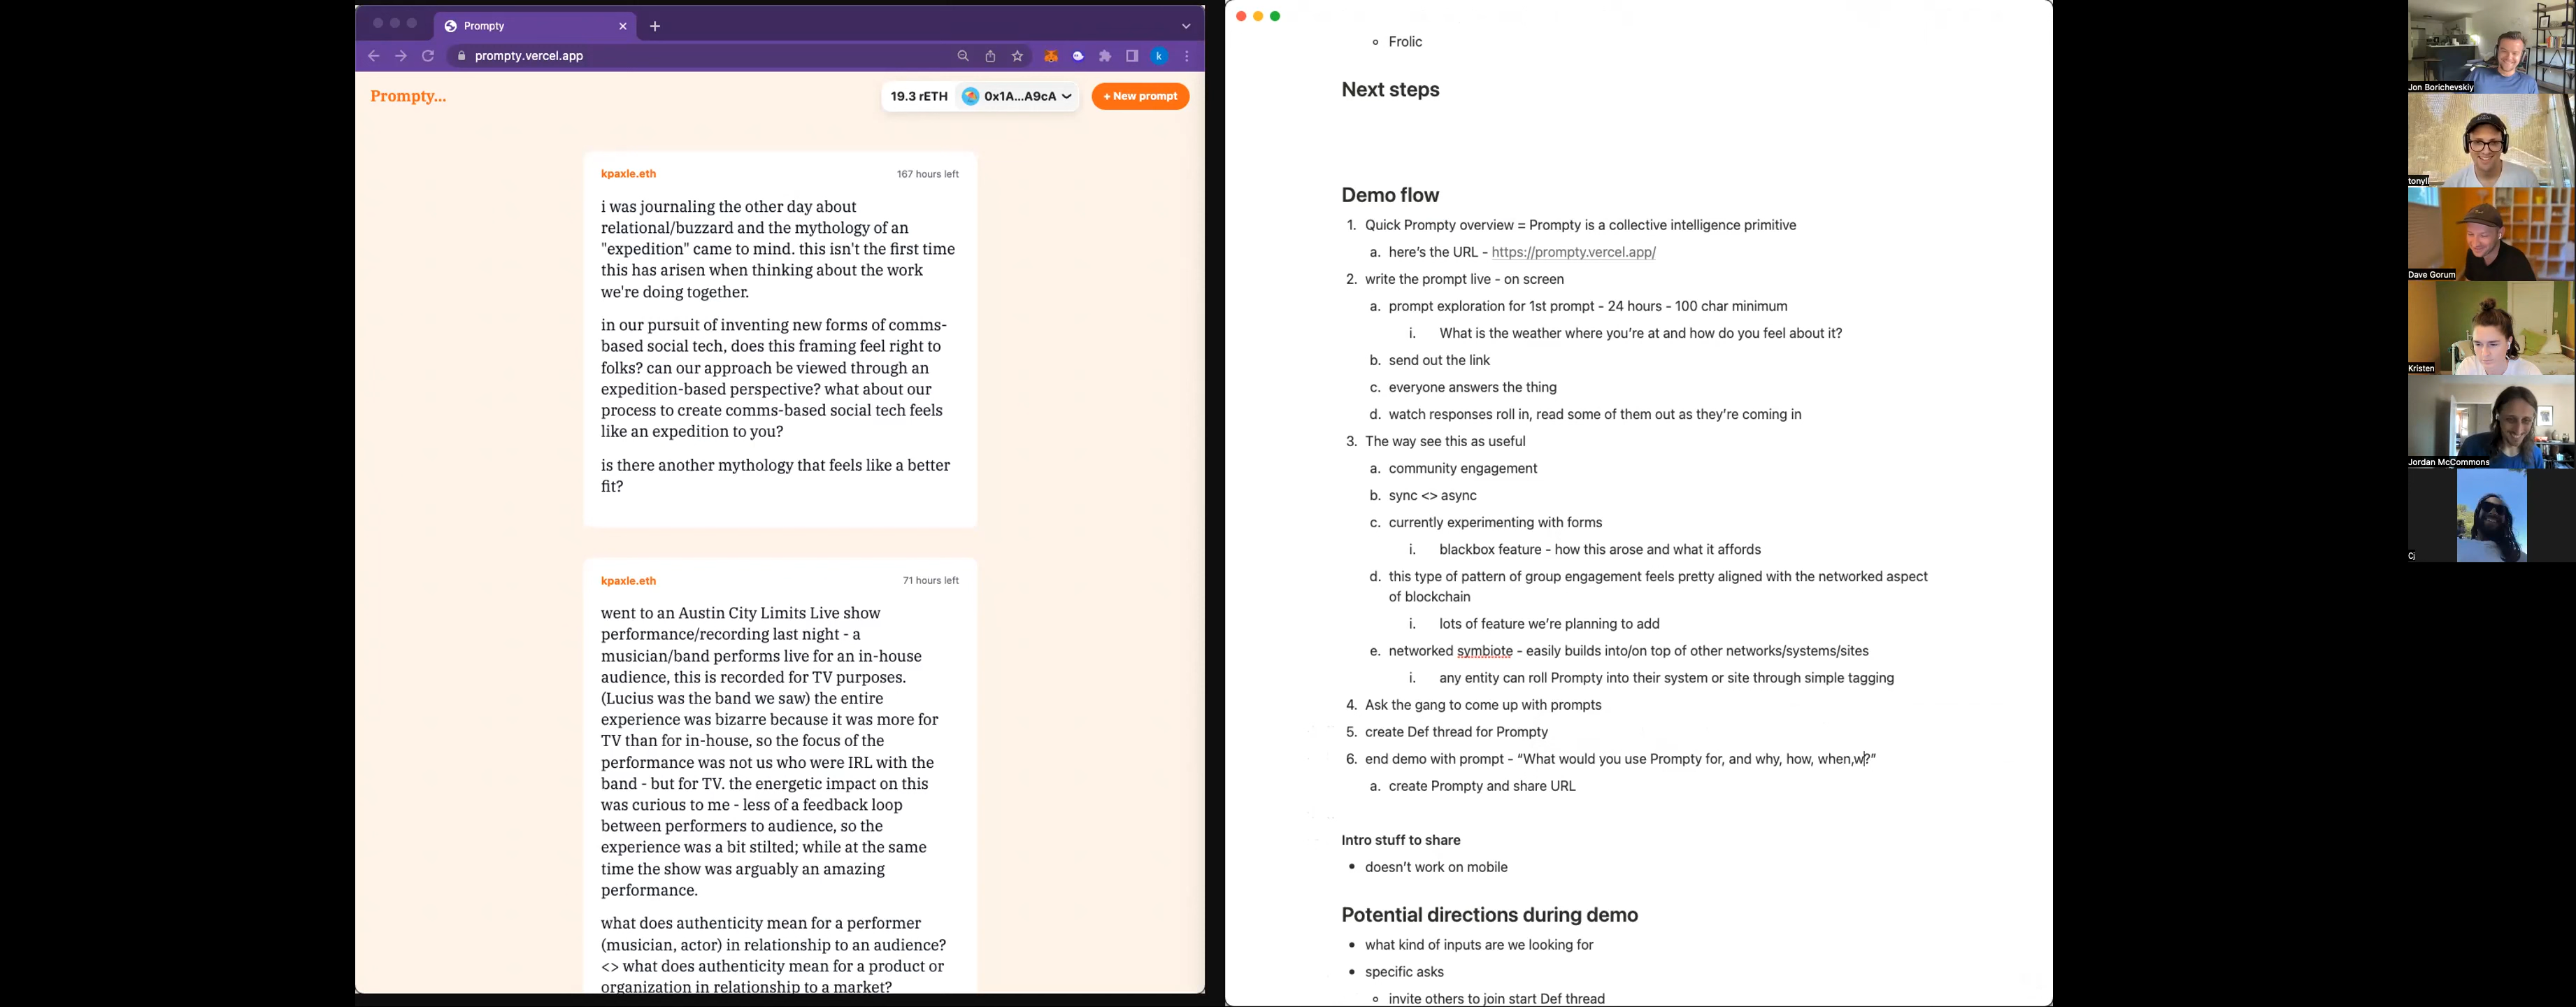 Prompty
prompty.vercel.app
k
Prompty...
19.3 rETH
0x1A...A9cA
+ New prompt
kpaxle.eth
167 hours left
i was journaling the other day about
relational/buzzard and the mythology of an
"expedition" came to mind. this isn't the first time
this has arisen when thinking about the work
we're doing together.
in our pursuit of inventing new forms of comms-
based social tech, does this framing feel right to
folks? can our approach be viewed through an
expedition-based perspective? what about our
process to create comms-based social tech feels
like an expedition to you?
is there another mythology that feels like a better
fit?
kpaxle.eth
71 hours left
went to an Austin City Limits Live show
performance/recording last night - a
musician/band performs live for an in-house
audience, this is recorded for TV purposes.
(Lucius was the band we saw) the entire
experience was bizarre because it was more for
TV than for in-house, so the focus of the
performance was not us who were IRL with the
band - but for TV. the energetic impact on this
was curious to me - less of a feedback loop
between performers to audience, so the
experience was a bit stilted; while at the same
time the show was arguably an amazing
performance.
what does authenticity mean for a performer
(musician, actor) in relationship to an audience?
<> what does authenticity mean for a product or
organization in relationship to a market?
Frolic
Next steps
Demo flow
1. Quick Prompty overview = Prompty is a collective intelligence primitive
a. here's the URL - https://prompty.vercel.app/
2. write the prompt live - on screen
a. prompt exploration for 1st prompt - 24 hours - 100 char minimum
i. What is the weather where you're at and how do you feel about it?
b. send out the link
c. everyone answers the thing
d. watch responses roll in, read some of them out as they're coming in
3. The way see this as useful
a. community engagement
b. sync <> async
c. currently experimenting with forms
i. blackbox feature - how this arose and what it affords
d. this type of pattern of group engagement feels pretty aligned with the networked aspect
of blockchain
i. lots of feature we're planning to add
e. networked symbiote - easily builds into/on top of other networks/systems/sites
i. any entity can roll Prompty into their system or site through simple tagging
4. Ask the gang to come up with prompts
5. create Def thread for Prompty
6. end demo with prompt - “What would you use Prompty for, and why, how, when,w?”
a. create Prompty and share URL
Intro stuff to share
doesn't work on mobile
Potential directions during demo
what kind of inputs are we looking for
specific asks
invite others to join start Def thread
Jon Borichevskiy
tonyll
Dave Gorum
Kristen
Jordan McCommons
Cj